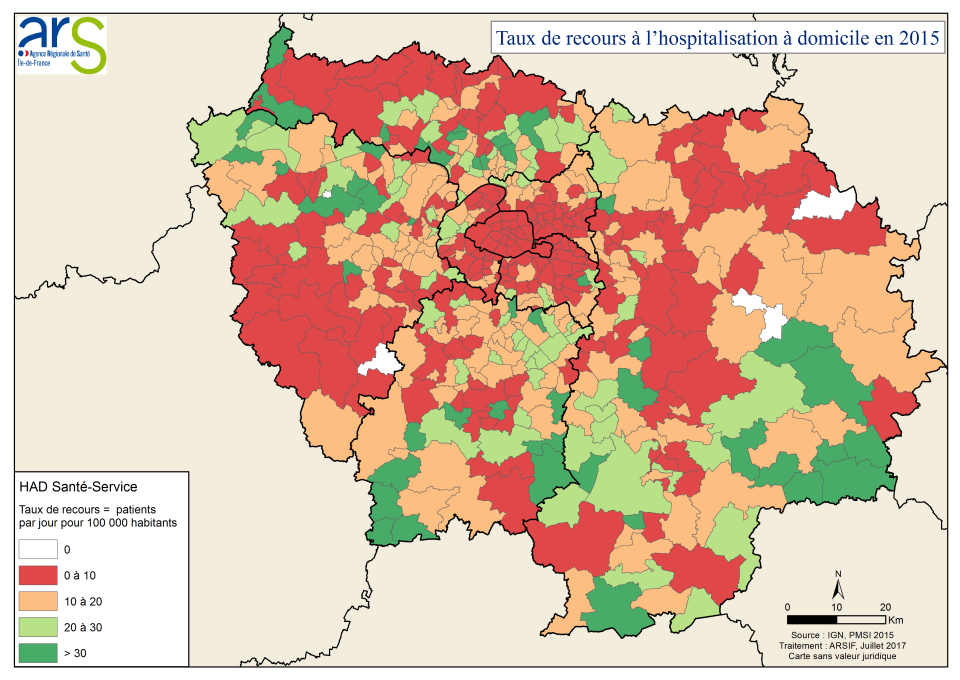 ars
Agence Régionale de Santé
Île-de-France
Taux de recours à l'hospitalisation à domicile en 2015
HAD Santé-Service
Taux de recours = patients
par jour pour 100 000 habitants
0
0 à 10
10 à 20
20 à 30
> 30
N
0 10 20
Km
Source : IGN, PMSI 2015
Traitement : ARSIF, Juillet 2017
Carte sans valeur juridique